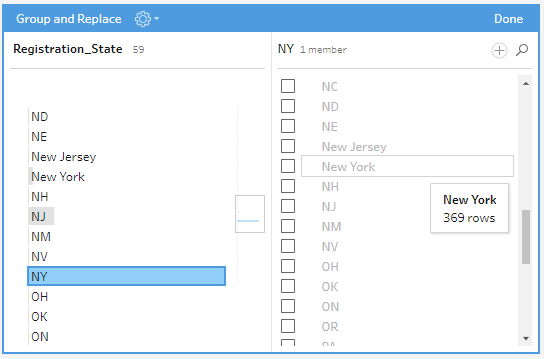 Group and Replace Done
Registration_State 59
ND
NE
New Jersey
New York
NH
NJ
NM
NV
NY
OH
OK
ON
NY 1 member
NC
ND
NE
New Jersey
New York
NH
NJ
NM
NV
OH
OK
ON
OR
PA
New York
369 rows